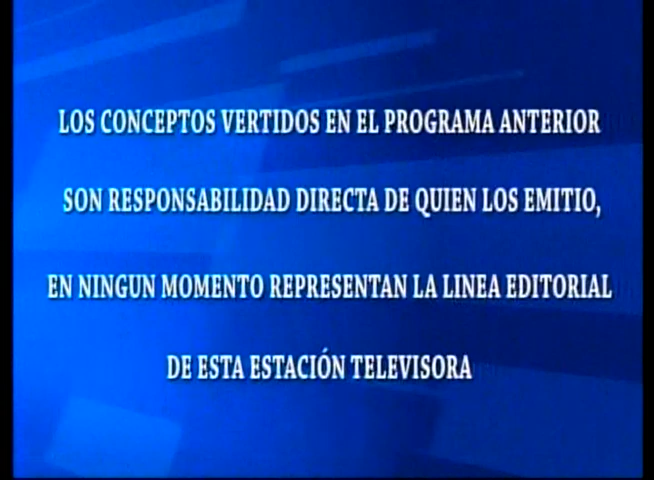 LOS CONCEPTOS VERTIDOS EN EL PROGRAMA ANTERIOR
SON RESPONSABILIDAD DIRECTA DE QUIEN LOS EMITIO,
EN NINGUN MOMENTO REPRESENTAN LA LINEA EDITORIAL
DE ESTA ESTACIÓN TELEVISORA